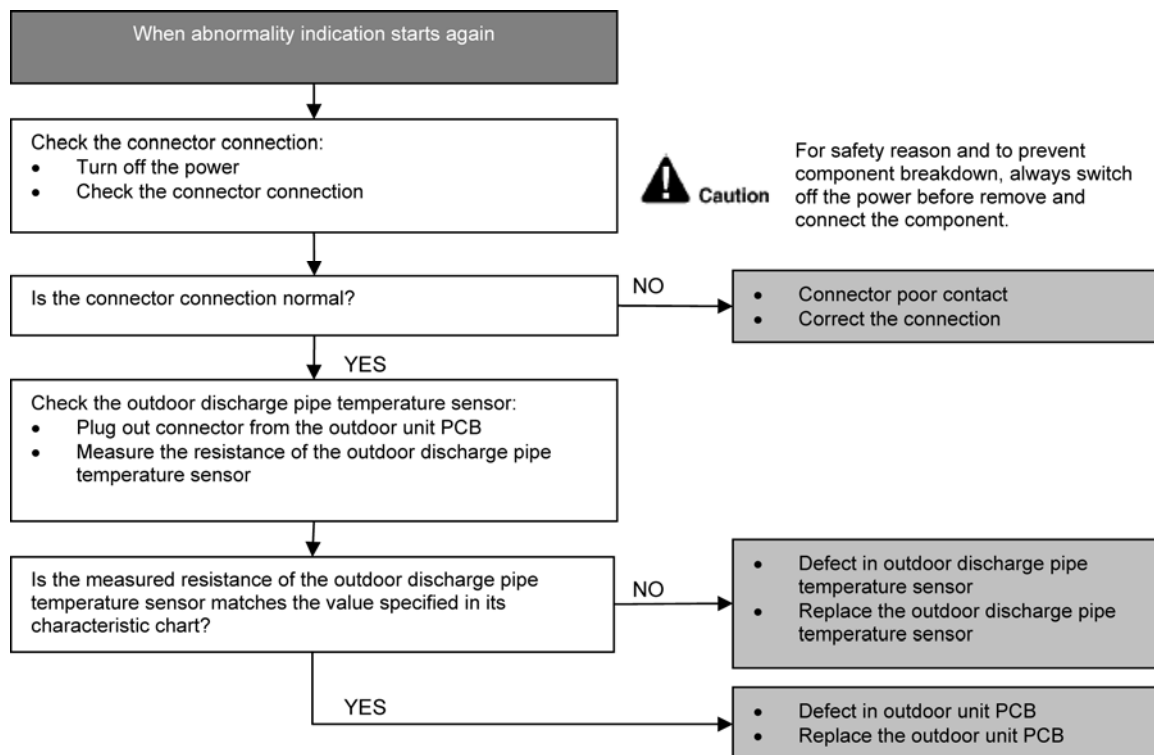 When abnormality indication starts again
Check the connector connection:
• Turn off the power
• Check the connector connection
Caution
For safety reason and to prevent
component breakdown, always switch
off the power before remove and
connect the component.
Is the connector connection normal?
NO
• Connector poor contact
• Correct the connection
YES
Check the outdoor discharge pipe temperature sensor:
• Plug out connector from the outdoor unit PCB
• Measure the resistance of the outdoor discharge pipe
temperature sensor
Is the measured resistance of the outdoor discharge pipe
temperature sensor matches the value specified in its
characteristic chart?
NO
• Defect in outdoor discharge pipe
temperature sensor
• Replace the outdoor discharge pipe
temperature sensor
YES
• Defect in outdoor unit PCB
• Replace the outdoor unit PCB